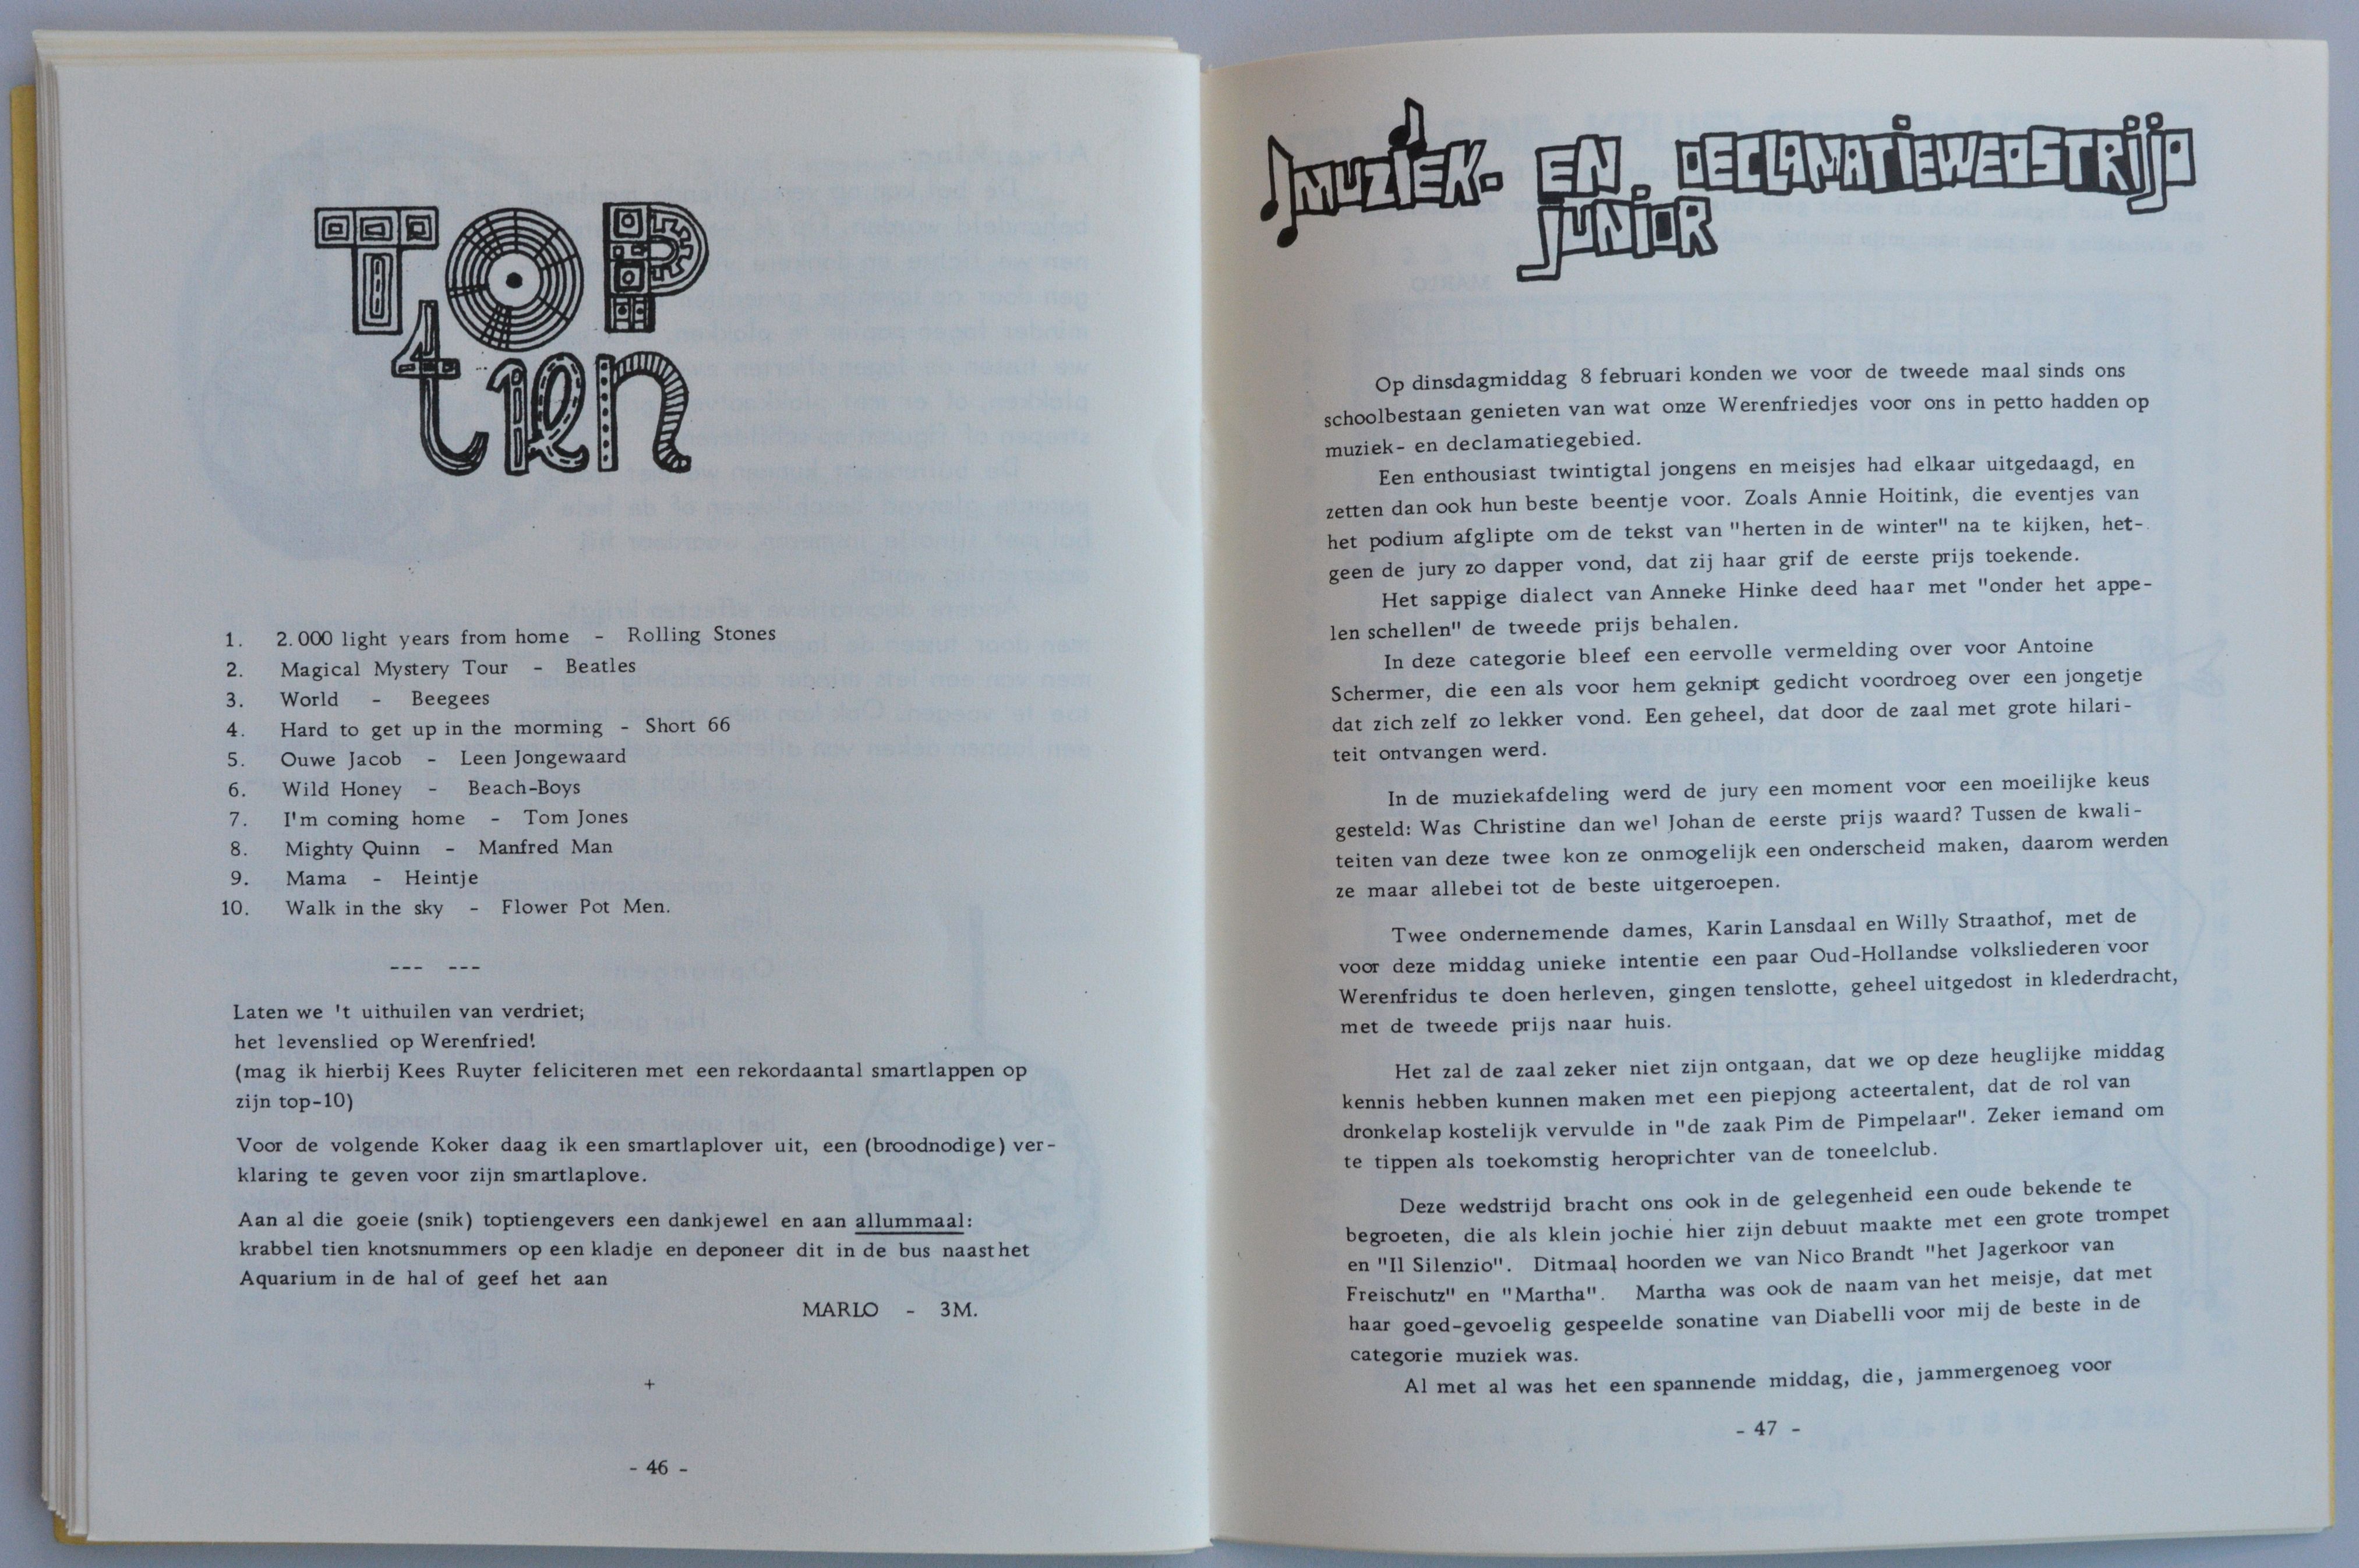 TOP
tien
1. 2.000 light years from home - Rolling Stones
2. Magical Mystery Tour - Beatles
3. World - Beegees
4. Hard to get up in the morming - Short 66
5. Ouwe Jacob - Leen Jongewaard
6. Wild Honey - Beach-Boys
7. I'm coming home - Tom Jones
8. Mighty Quinn - Manfred Man
9. Mama - Heintje
10. Walk in the sky - Flower Pot Men.
--- ---
Laten we 't uithuilen van verdriet;
het levenslied op Werenfried!
(mag ik hierbij Kees Ruyter feliciteren met een rekordaantal smartlappen op
zijn top-10)
Voor de volgende Koker daag ik een smartlaplover uit, een (broodnodige) ver-
klaring te geven voor zijn smartlaplove.
Aan al die goeie (snik) toptiengevers een dankjewel en aan allummaal:
krabbel tien knotsnummers op een kladje en deponeer dit in de bus naast het
Aquarium in de hal of geef het aan
MARLO - 3M.
+
- 46 -
MUZIEK- EN DECLAMATIEWEDSTRIJD
JUNIOR
Op dinsdagmiddag 8 februari konden we voor de tweede maal sinds ons
schoolbestaan genieten van wat onze Werenfriedjes voor ons in petto hadden op
muziek- en declamatiegebied.
Een enthousiast twintigtal jongens en meisjes had elkaar uitgedaagd, en
zetten dan ook hun beste beentje voor. Zoals Annie Hoitink, die eventjes van
het podium afglipte om de tekst van "herten in de winter" na te kijken, het-
geen de jury zo dapper vond, dat zij haar grif de eerste prijs toekende.
Het sappige dialect van Anneke Hinke deed haar met "onder het appe-
len schellen" de tweede prijs behalen.
In deze categorie bleef een eervolle vermelding over voor Antoine
Schermer, die een als voor hem geknipt gedicht voordroeg over een jongetje
dat zich zelf zo lekker vond. Een geheel, dat door de zaal met grote hilari-
teit ontvangen werd.
In de muziekafdeling werd de jury een moment voor een moeilijke keus
gesteld: Was Christine dan wel Johan de eerste prijs waard? Tussen de kwali-
teiten van deze twee kon ze onmogelijk een onderscheid maken, daarom werden
ze maar allebei tot de beste uitgeroepen.
Twee ondernemende dames, Karin Lansdaal en Willy Straathof, met de
voor deze middag unieke intentie een paar Oud-Hollandse volksliederen voor
Werenfridus te doen herleven, gingen tenslotte, geheel uitgedost in klederdracht,
met de tweede prijs naar huis.
Het zal de zaal zeker niet zijn ontgaan, dat we op deze heuglijke middag
kennis hebben kunnen maken met een piepjong acteertalent, dat de rol van
dronkelap kostelijk vervulde in "de zaak Pim de Pimpelaar". Zeker iemand om
te tippen als toekomstig heroprichter van de toneelclub.
Deze wedstrijd bracht ons ook in de gelegenheid een oude bekende te
begroeten, die als klein jochie hier zijn debuut maakte met een grote trompet
en "Il Silenzio". Ditmaal hoorden we van Nico Brandt "het Jagerkoor van
Freischutz" en "Martha". Martha was ook de naam van het meisje, dat met
haar goed-gevoelig gespeelde sonatine van Diabelli voor mij de beste in de
categorie muziek was.
Al met al was het een spannende middag, die, jammergenoeg voor
- 47 -